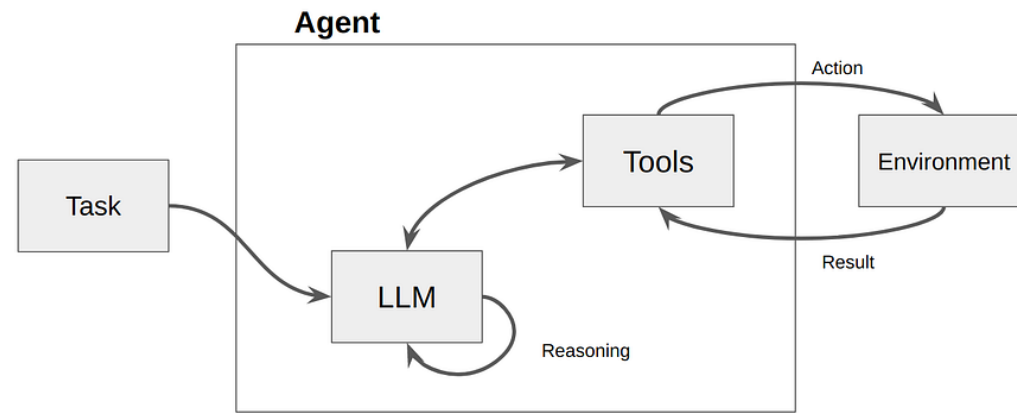 Agent
Action
Tools
Environment
Task
Result
LLM
Reasoning